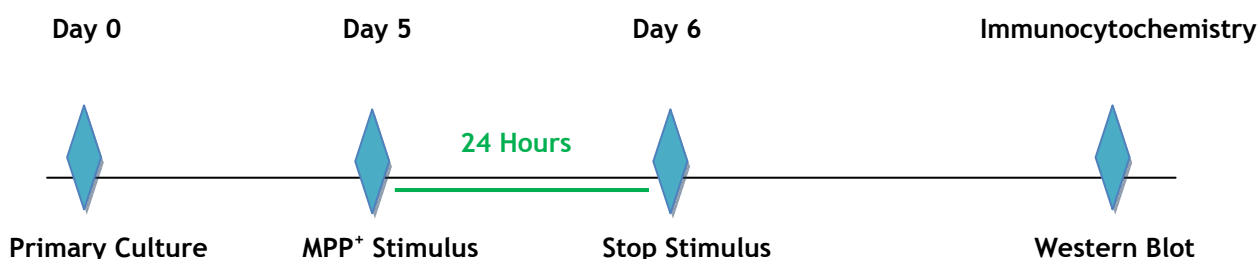 Day 0 Day 5 Day 6 Immunocytochemistry
24 Hours
Primary Culture MPP⁺ Stimulus Stop Stimulus Western Blot